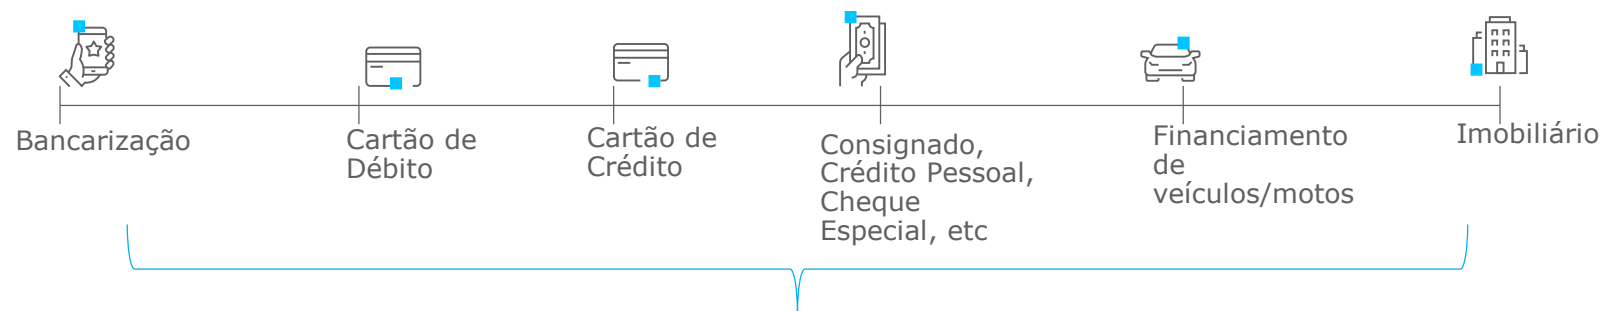 Bancarização
Cartão de
Débito
Cartão de
Crédito
Consignado,
Crédito Pessoal,
Cheque
Especial, etc
Financiamento
de
veículos/motos
Imobiliário